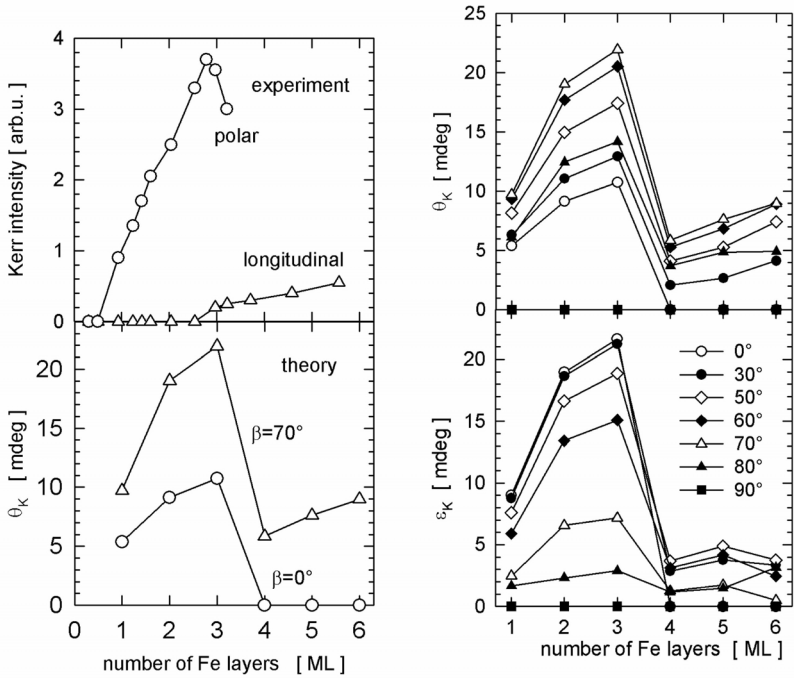 4
3
2
1
0
Kerr intensity [ arb.u. ]
experiment
polar
longitudinal
20
15
10
5
0
θK [ mdeg ]
theory
β=70°
β=0°
0 1 2 3 4 5 6
number of Fe layers [ ML ]
25
20
15
10
5
0
θK [ mdeg ]
20
15
10
5
0
εK [ mdeg ]
0°
30°
50°
60°
70°
80°
90°
1 2 3 4 5 6
number of Fe layers [ ML ]